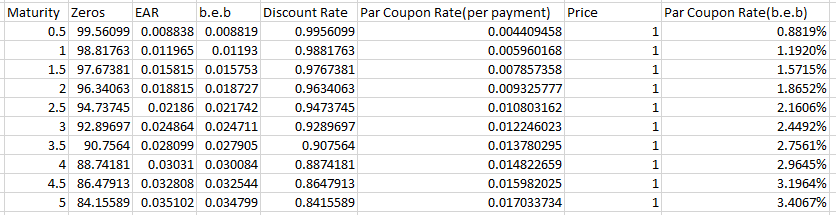 Maturity Zeros EAR b.e.b Discount Rate Par Coupon Rate(per payment) Price Par Coupon Rate(b.e.b)
0.5 99.56099 0.008838 0.008819 0.9956099 0.004409458 1 0.8819%
1 98.81763 0.011965 0.01193 0.9881763 0.005960168 1 1.1920%
1.5 97.67381 0.015815 0.015753 0.9767381 0.007857358 1 1.5715%
2 96.34063 0.018815 0.018727 0.9634063 0.009325777 1 1.8652%
2.5 94.73745 0.02186 0.021742 0.9473745 0.010803162 1 2.1606%
3 92.89697 0.024864 0.024711 0.9289697 0.012246023 1 2.4492%
3.5 90.7564 0.028099 0.027905 0.907564 0.013780295 1 2.7561%
4 88.74181 0.03031 0.030084 0.8874181 0.014822659 1 2.9645%
4.5 86.47913 0.032808 0.032544 0.8647913 0.015982025 1 3.1964%
5 84.15589 0.035102 0.034799 0.8415589 0.017033734 1 3.4067%